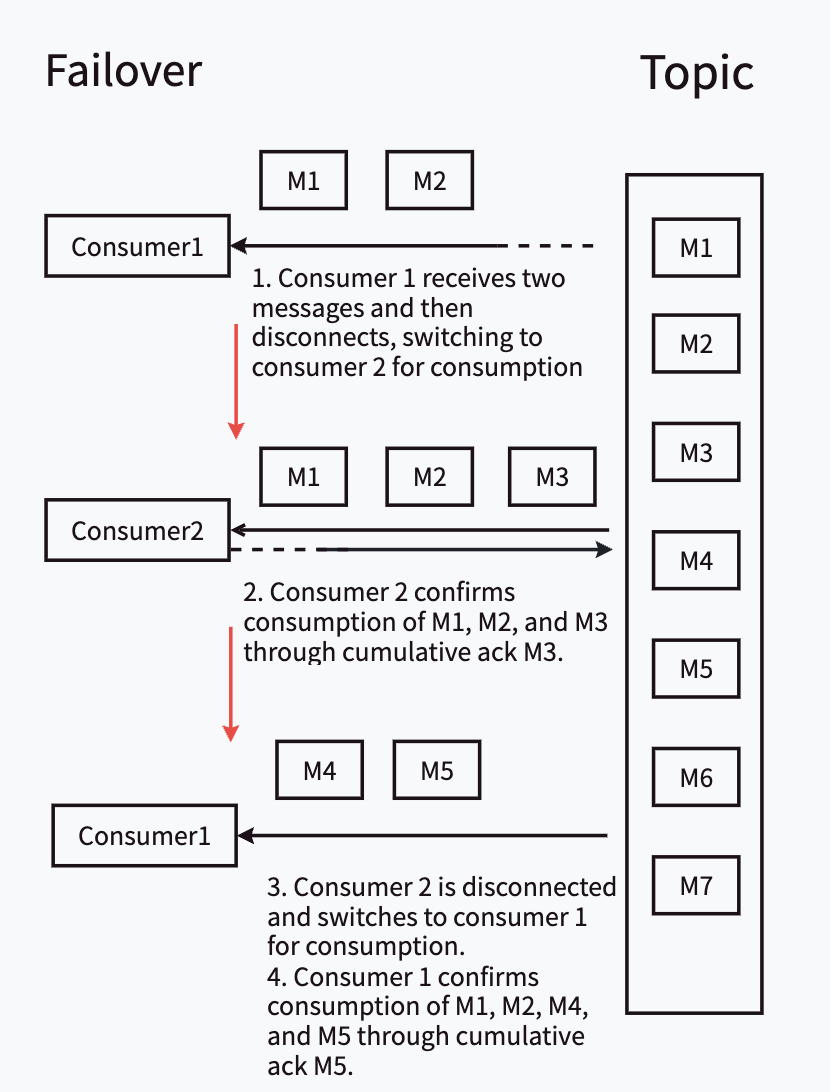 Failover
Topic
M1
M2
Consumer1
1. Consumer 1 receives two
messages and then
disconnects, switching to
consumer 2 for consumption
M1
M2
M3
Consumer2
2. Consumer 2 confirms
consumption of M1, M2, and M3
through cumulative ack M3.
M4
M5
Consumer1
3. Consumer 2 is disconnected
and switches to consumer 1
for consumption.
4. Consumer 1 confirms
consumption of M1, M2, M4,
and M5 through cumulative
ack M5.
M1
M2
M3
M4
M5
M6
M7